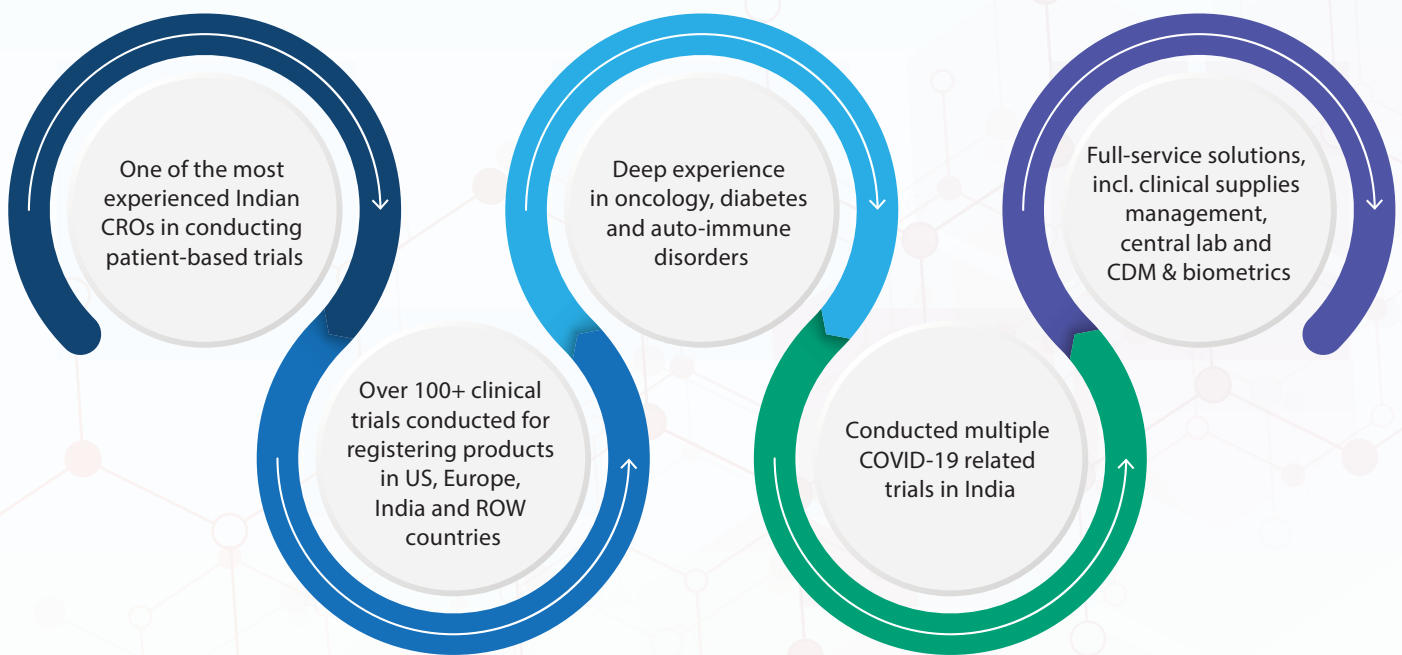 One of the most
experienced Indian
CROs in conducting
patient-based trials
Over 100+ clinical
trials conducted for
registering products
in US, Europe,
India and ROW
countries
Deep experience
in oncology, diabetes
and auto-immune
disorders
Conducted multiple
COVID-19 related
trials in India
Full-service solutions,
incl. clinical supplies
management,
central lab and
CDM & biometrics